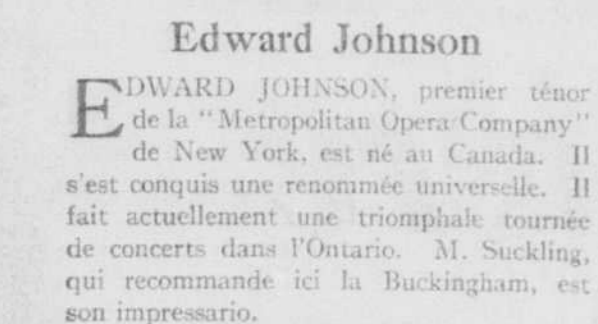 Edward Johnson
EDWARD JOHNSON, premier ténor
de la "Metropolitan Opera Company"
de New York, est né au Canada. Il
s'est conquis une renommée universelle. Il
fait actuellement une triomphale tournée
de concerts dans l'Ontario. M. Suckling,
qui recommande ici la Buckingham, est
son impressario.